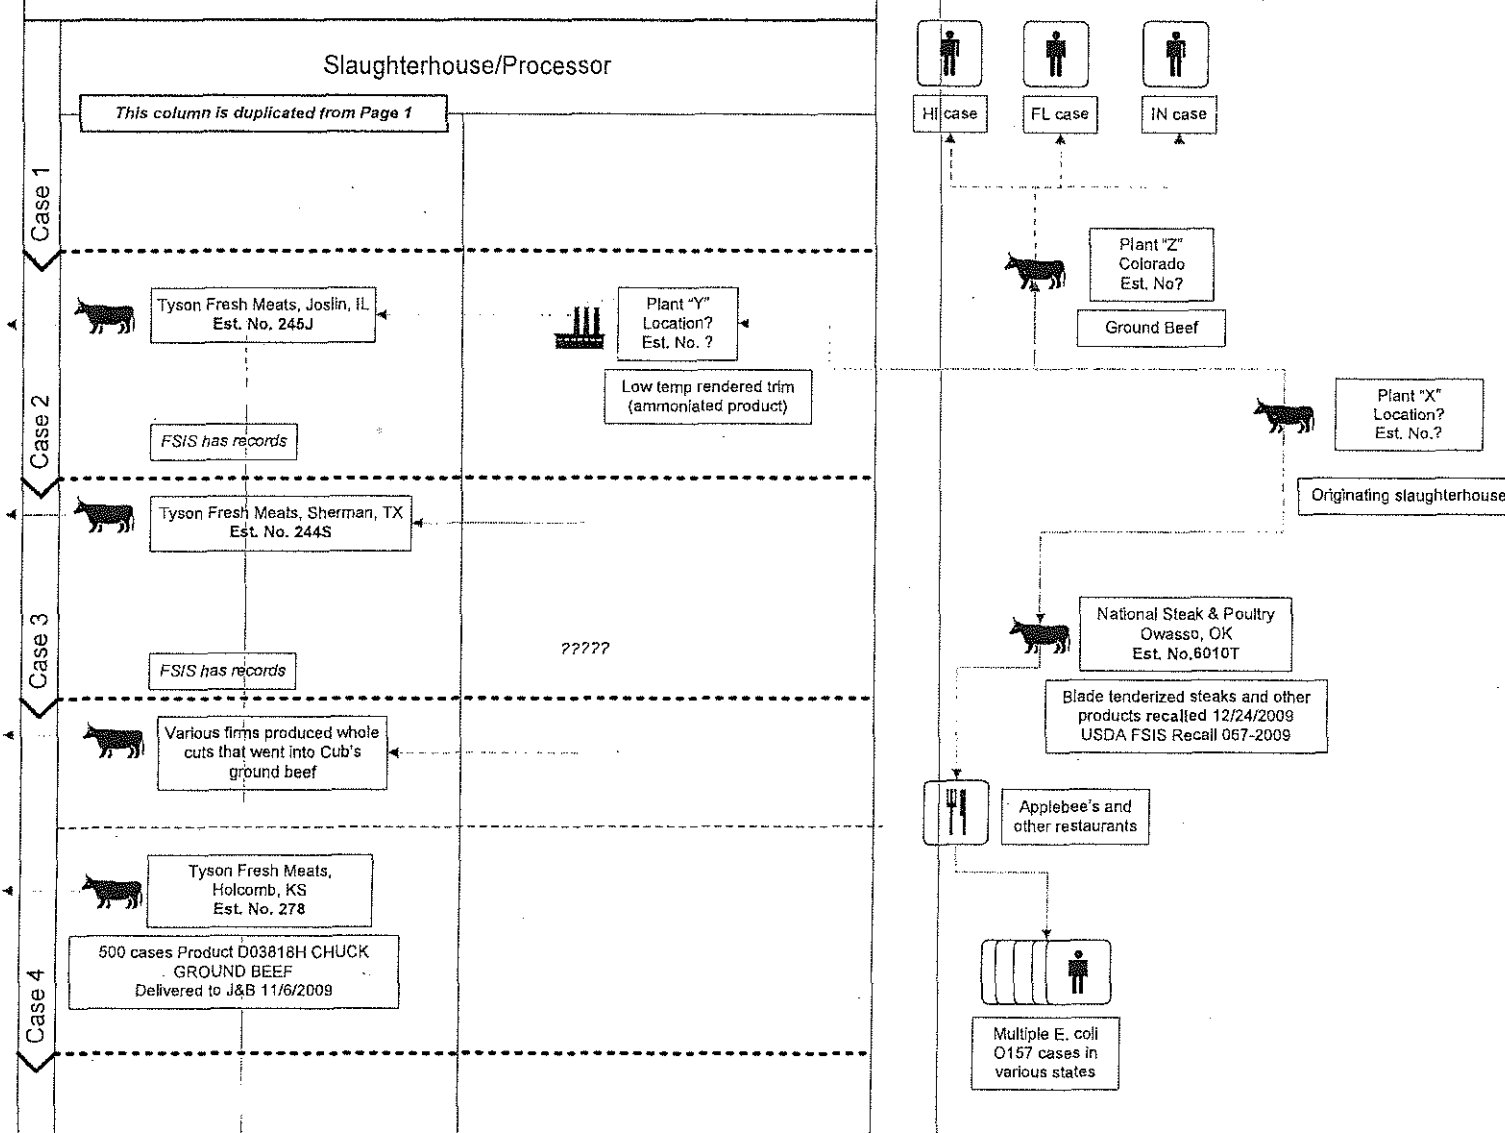 Slaughterhouse/Processor
This column is duplicated from Page 1
Case 1
Case 2
Tyson Fresh Meats, Joslin, IL
Est. No. 245J
FSIS has records
Plant "Y"
Location?
Est. No. ?
Low temp rendered trim
(ammoniated product)
Case 3
Tyson Fresh Meats, Sherman, TX
Est. No. 244S
FSIS has records
?????
Case 4
Various firms produced whole
cuts that went into Cub's
ground beef
Tyson Fresh Meats,
Holcomb, KS
Est. No. 278
500 cases Product D03818H CHUCK
GROUND BEEF
Delivered to J&B 11/6/2009
HI case
FL case
IN case
Plant "Z"
Colorado
Est. No?
Ground Beef
Plant "X"
Location?
Est. No.?
Originating slaughterhouse
National Steak & Poultry
Owasso, OK
Est. No.6010T
Blade tenderized steaks and other
products recalled 12/24/2009
USDA FSIS Recall 067-2009
Applebee's and
other restaurants
Multiple E. coli
O157 cases in
various states